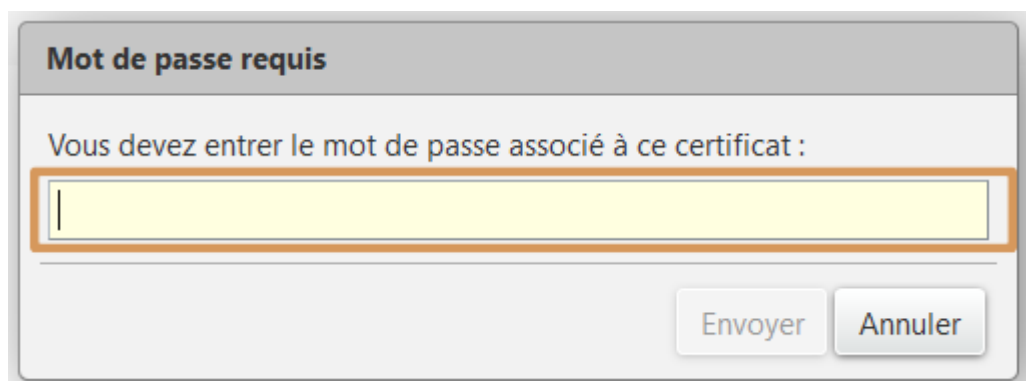 Mot de passe requis
Vous devez entrer le mot de passe associé à ce certificat :
Envoyer Annuler